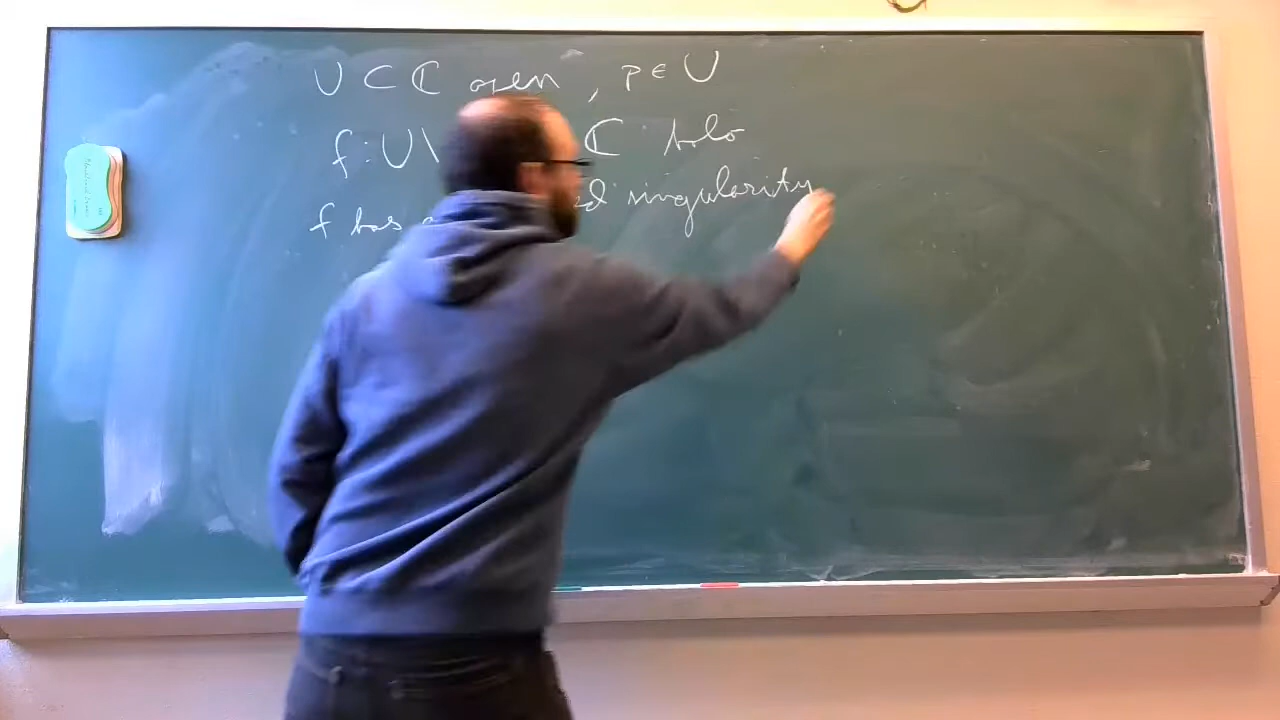 U ⊂ ℂ open, p ∈ U
f: U \ ℂ holo
f has singularity